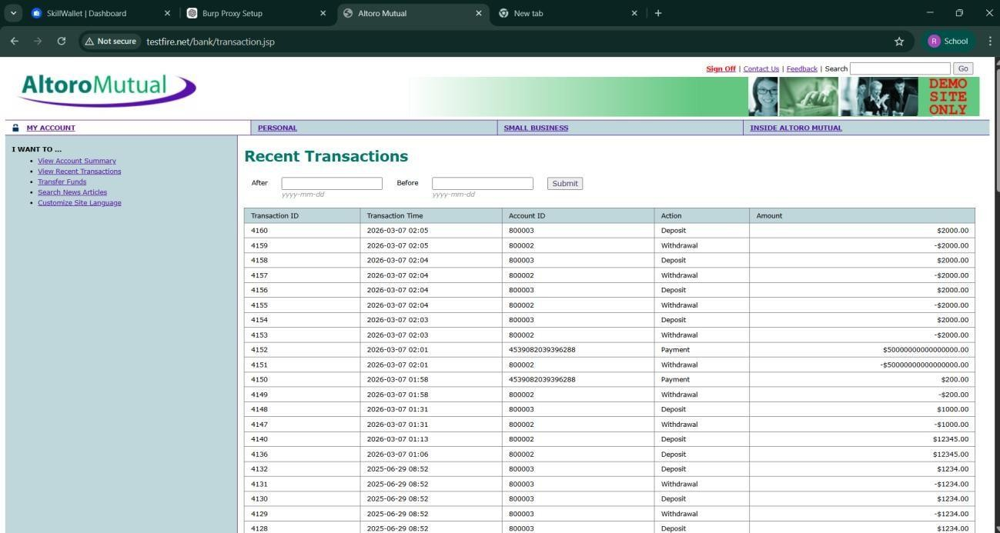 SkillWallet | Dashboard
Burp Proxy Setup
Altoro Mutual
New tab
Not secure
testfire.net/bank/transaction.jsp
R School
Sign Off | Contact Us | Feedback | Search Go
AltoroMutual
DEMO
SITE
ONLY
MY ACCOUNT PERSONAL SMALL BUSINESS INSIDE ALTORO MUTUAL
I WANT TO ...
View Account Summary
View Recent Transactions
Transfer Funds
Search News Articles
Customize Site Language
Recent Transactions
After Before Submit
yyyy-mm-dd yyyy-mm-dd
Transaction ID Transaction Time Account ID Action Amount
4160 2026-03-07 02:05 800003 Deposit $2000.00
4159 2026-03-07 02:05 800002 Withdrawal -$2000.00
4158 2026-03-07 02:04 800003 Deposit $2000.00
4157 2026-03-07 02:04 800002 Withdrawal -$2000.00
4156 2026-03-07 02:04 800003 Deposit $2000.00
4155 2026-03-07 02:04 800002 Withdrawal -$2000.00
4154 2026-03-07 02:03 800003 Deposit $2000.00
4153 2026-03-07 02:03 800002 Withdrawal -$2000.00
4152 2026-03-07 02:01 4539082039396288 Payment $50000000000000000.00
4151 2026-03-07 02:01 800002 Withdrawal -$50000000000000000.00
4150 2026-03-07 01:58 4539082039396288 Payment $200.00
4149 2026-03-07 01:58 800002 Withdrawal -$200.00
4148 2026-03-07 01:31 800003 Deposit $1000.00
4147 2026-03-07 01:31 800002 Withdrawal -$1000.00
4140 2026-03-07 01:13 800002 Deposit $12345.00
4136 2026-03-07 01:06 800002 Deposit $12345.00
4132 2025-06-29 08:52 800003 Deposit $1234.00
4131 2025-06-29 08:52 800003 Withdrawal -$1234.00
4130 2025-06-29 08:52 800003 Deposit $1234.00
4129 2025-06-29 08:52 800003 Withdrawal -$1234.00
4128 2025-06-29 08:52 800003 Deposit $1234.00